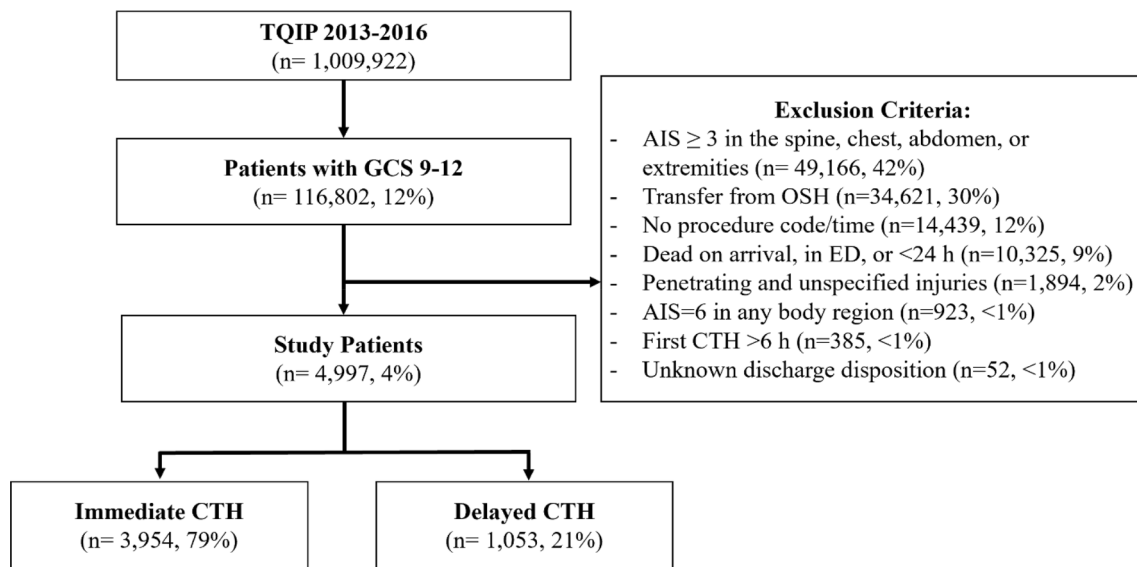 TQIP 2013-2016
(n= 1,009,922)
Patients with GCS 9-12
(n= 116,802, 12%)
Exclusion Criteria:
- AIS ≥ 3 in the spine, chest, abdomen, or
extremities (n= 49,166, 42%)
- Transfer from OSH (n=34,621, 30%)
- No procedure code/time (n=14,439, 12%)
- Dead on arrival, in ED, or <24 h (n=10,325, 9%)
- Penetrating and unspecified injuries (n=1,894, 2%)
- AIS=6 in any body region (n=923, <1%)
- First CTH >6 h (n=385, <1%)
- Unknown discharge disposition (n=52, <1%)
Study Patients
(n= 4,997, 4%)
Immediate CTH
(n= 3,954, 79%)
Delayed CTH
(n= 1,053, 21%)